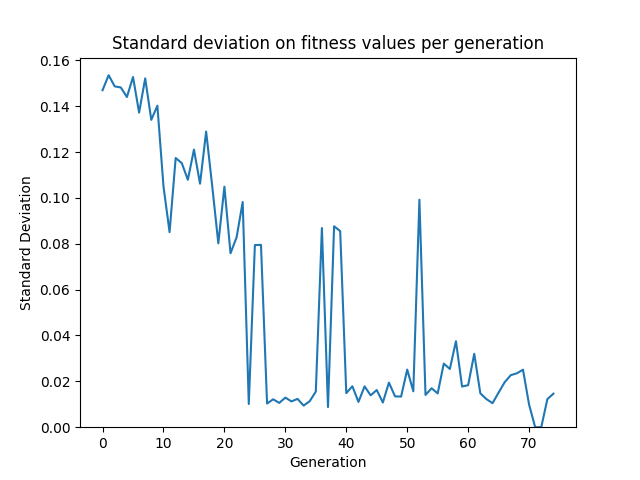 Standard deviation on fitness values per generation
0.16
0.14
0.12
0.10
0.08
0.06
0.04
0.02
0.00
Standard Deviation
0 10 20 30 40 50 60 70
Generation